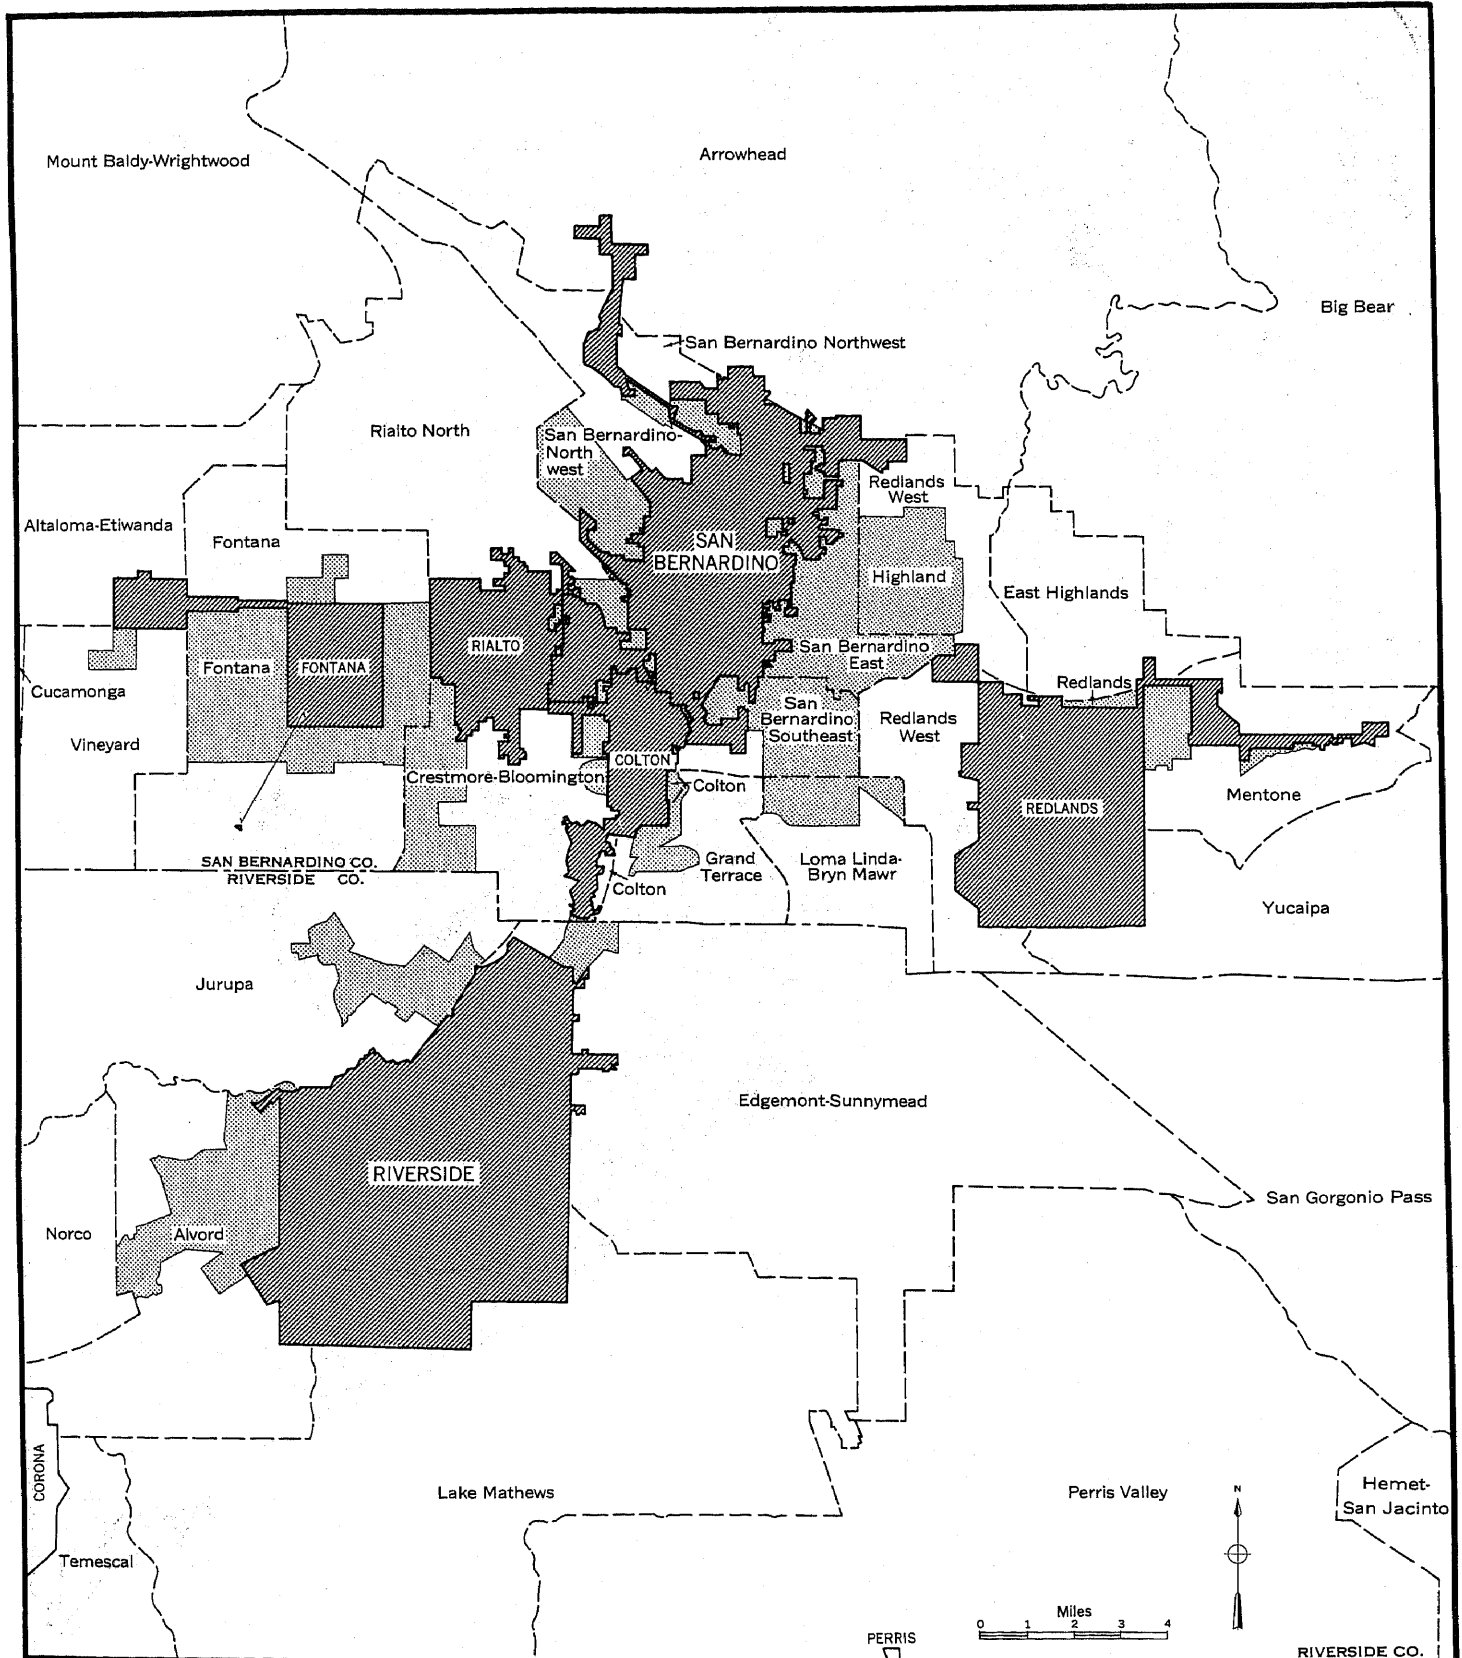 Mount Baldy-Wrightwood
Arrowhead
Big Bear
San Bernardino Northwest
Rialto North
San Bernardino-
North
west
Redlands
West
Altaloma-Etiwanda
Fontana
SAN
BERNARDINO
Highland
East Highlands
RIALTO
San Bernardino
East
Fontana
FONTANA
Redlands
Cucamonga
San
Bernardino
Southeast
Redlands
West
Vineyard
COLTON
Crestmore-Bloomington
Colton
Mentone
REDLANDS
SAN BERNARDINO CO.
RIVERSIDE CO.
Grand
Terrace
Loma Linda-
Bryn Mawr
Colton
Yucaipa
Jurupa
Edgemont-Sunnymead
RIVERSIDE
San Gorgonio Pass
Norco
Alvord
CORONA
Lake Mathews
Perris Valley
N
Hemet-
San Jacinto
Temescal
Miles
0 1 2 3 4
PERRIS
RIVERSIDE CO.